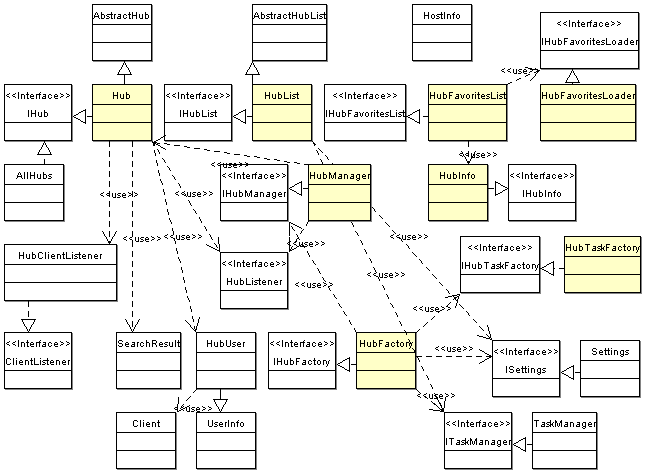 AbstractHub
AbstractHubList
HostInfo
<<Interface>>
IHubFavoritesLoader
<<use>>
<<Interface>>
IHub
Hub
<<Interface>>
IHubList
HubList
<<Interface>>
IHubFavoritesList
HubFavoritesList
HubFavoritesLoader
<<use>>
<<use>>
AllHubs
<<use>>
<<use>>
<<Interface>>
IHubManager
HubManager
HubInfo
<<Interface>>
IHubInfo
<<use>>
<<use>>
<<use>>
HubClientListener
<<Interface>>
HubListener
<<use>>
<<use>>
<<use>>
<<Interface>>
IHubTaskFactory
HubTaskFactory
<<use>>
<<Interface>>
ClientListener
SearchResult
HubUser
<<Interface>>
IHubFactory
HubFactory
<<use>>
<<Interface>>
ISettings
Settings
<<use>>
Client
UserInfo
<<use>>
<<Interface>>
ITaskManager
TaskManager